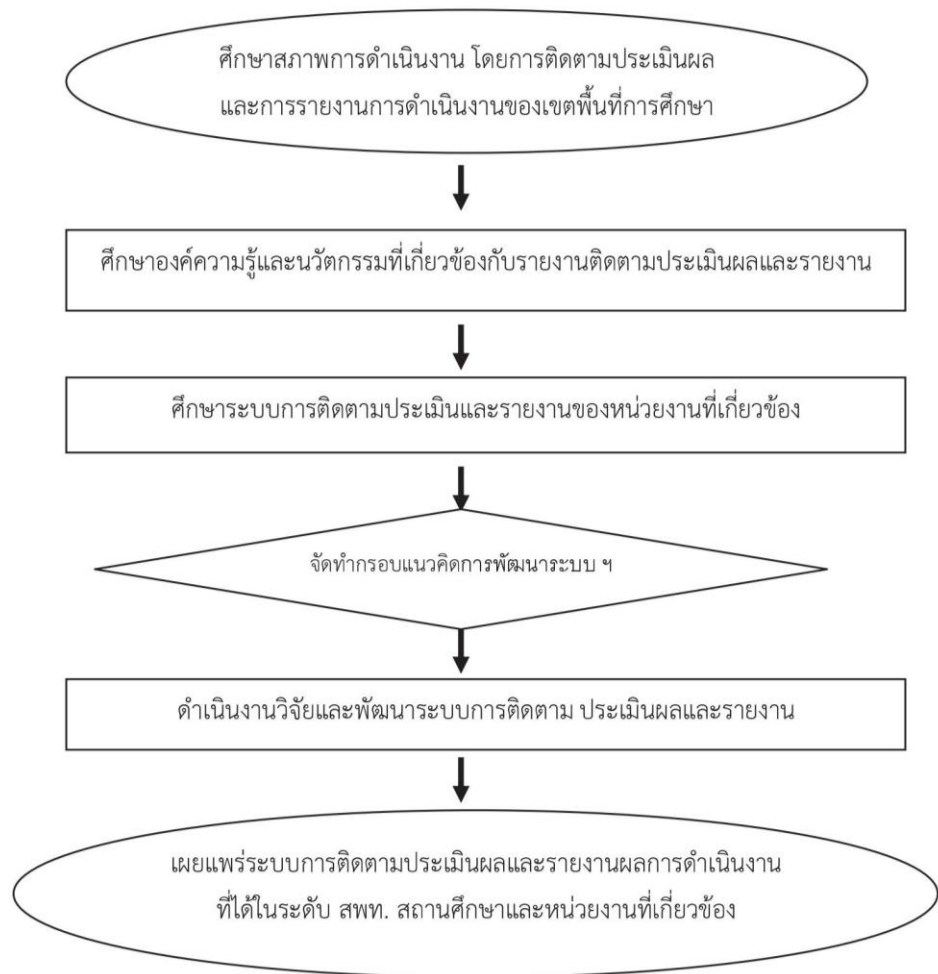 ศึกษาสภาพการดำเนินงาน โดยการติดตามประเมินผล
และการรายงานการดำเนินงานของเขตพื้นที่การศึกษา
ศึกษาองค์ความรู้และนวัตกรรมที่เกี่ยวข้องกับรายงานติดตามประเมินผลและรายงาน
ศึกษาระบบการติดตามประเมินและรายงานของหน่วยงานที่เกี่ยวข้อง
จัดทำกรอบแนวคิดการพัฒนาระบบ ฯ
ดำเนินงานวิจัยและพัฒนาระบบการติดตาม ประเมินผลและรายงาน
เผยแพร่ระบบการติดตามประเมินผลและรายงานผลการดำเนินงาน
ที่ได้ในระดับ สพท. สถานศึกษาและหน่วยงานที่เกี่ยวข้อง